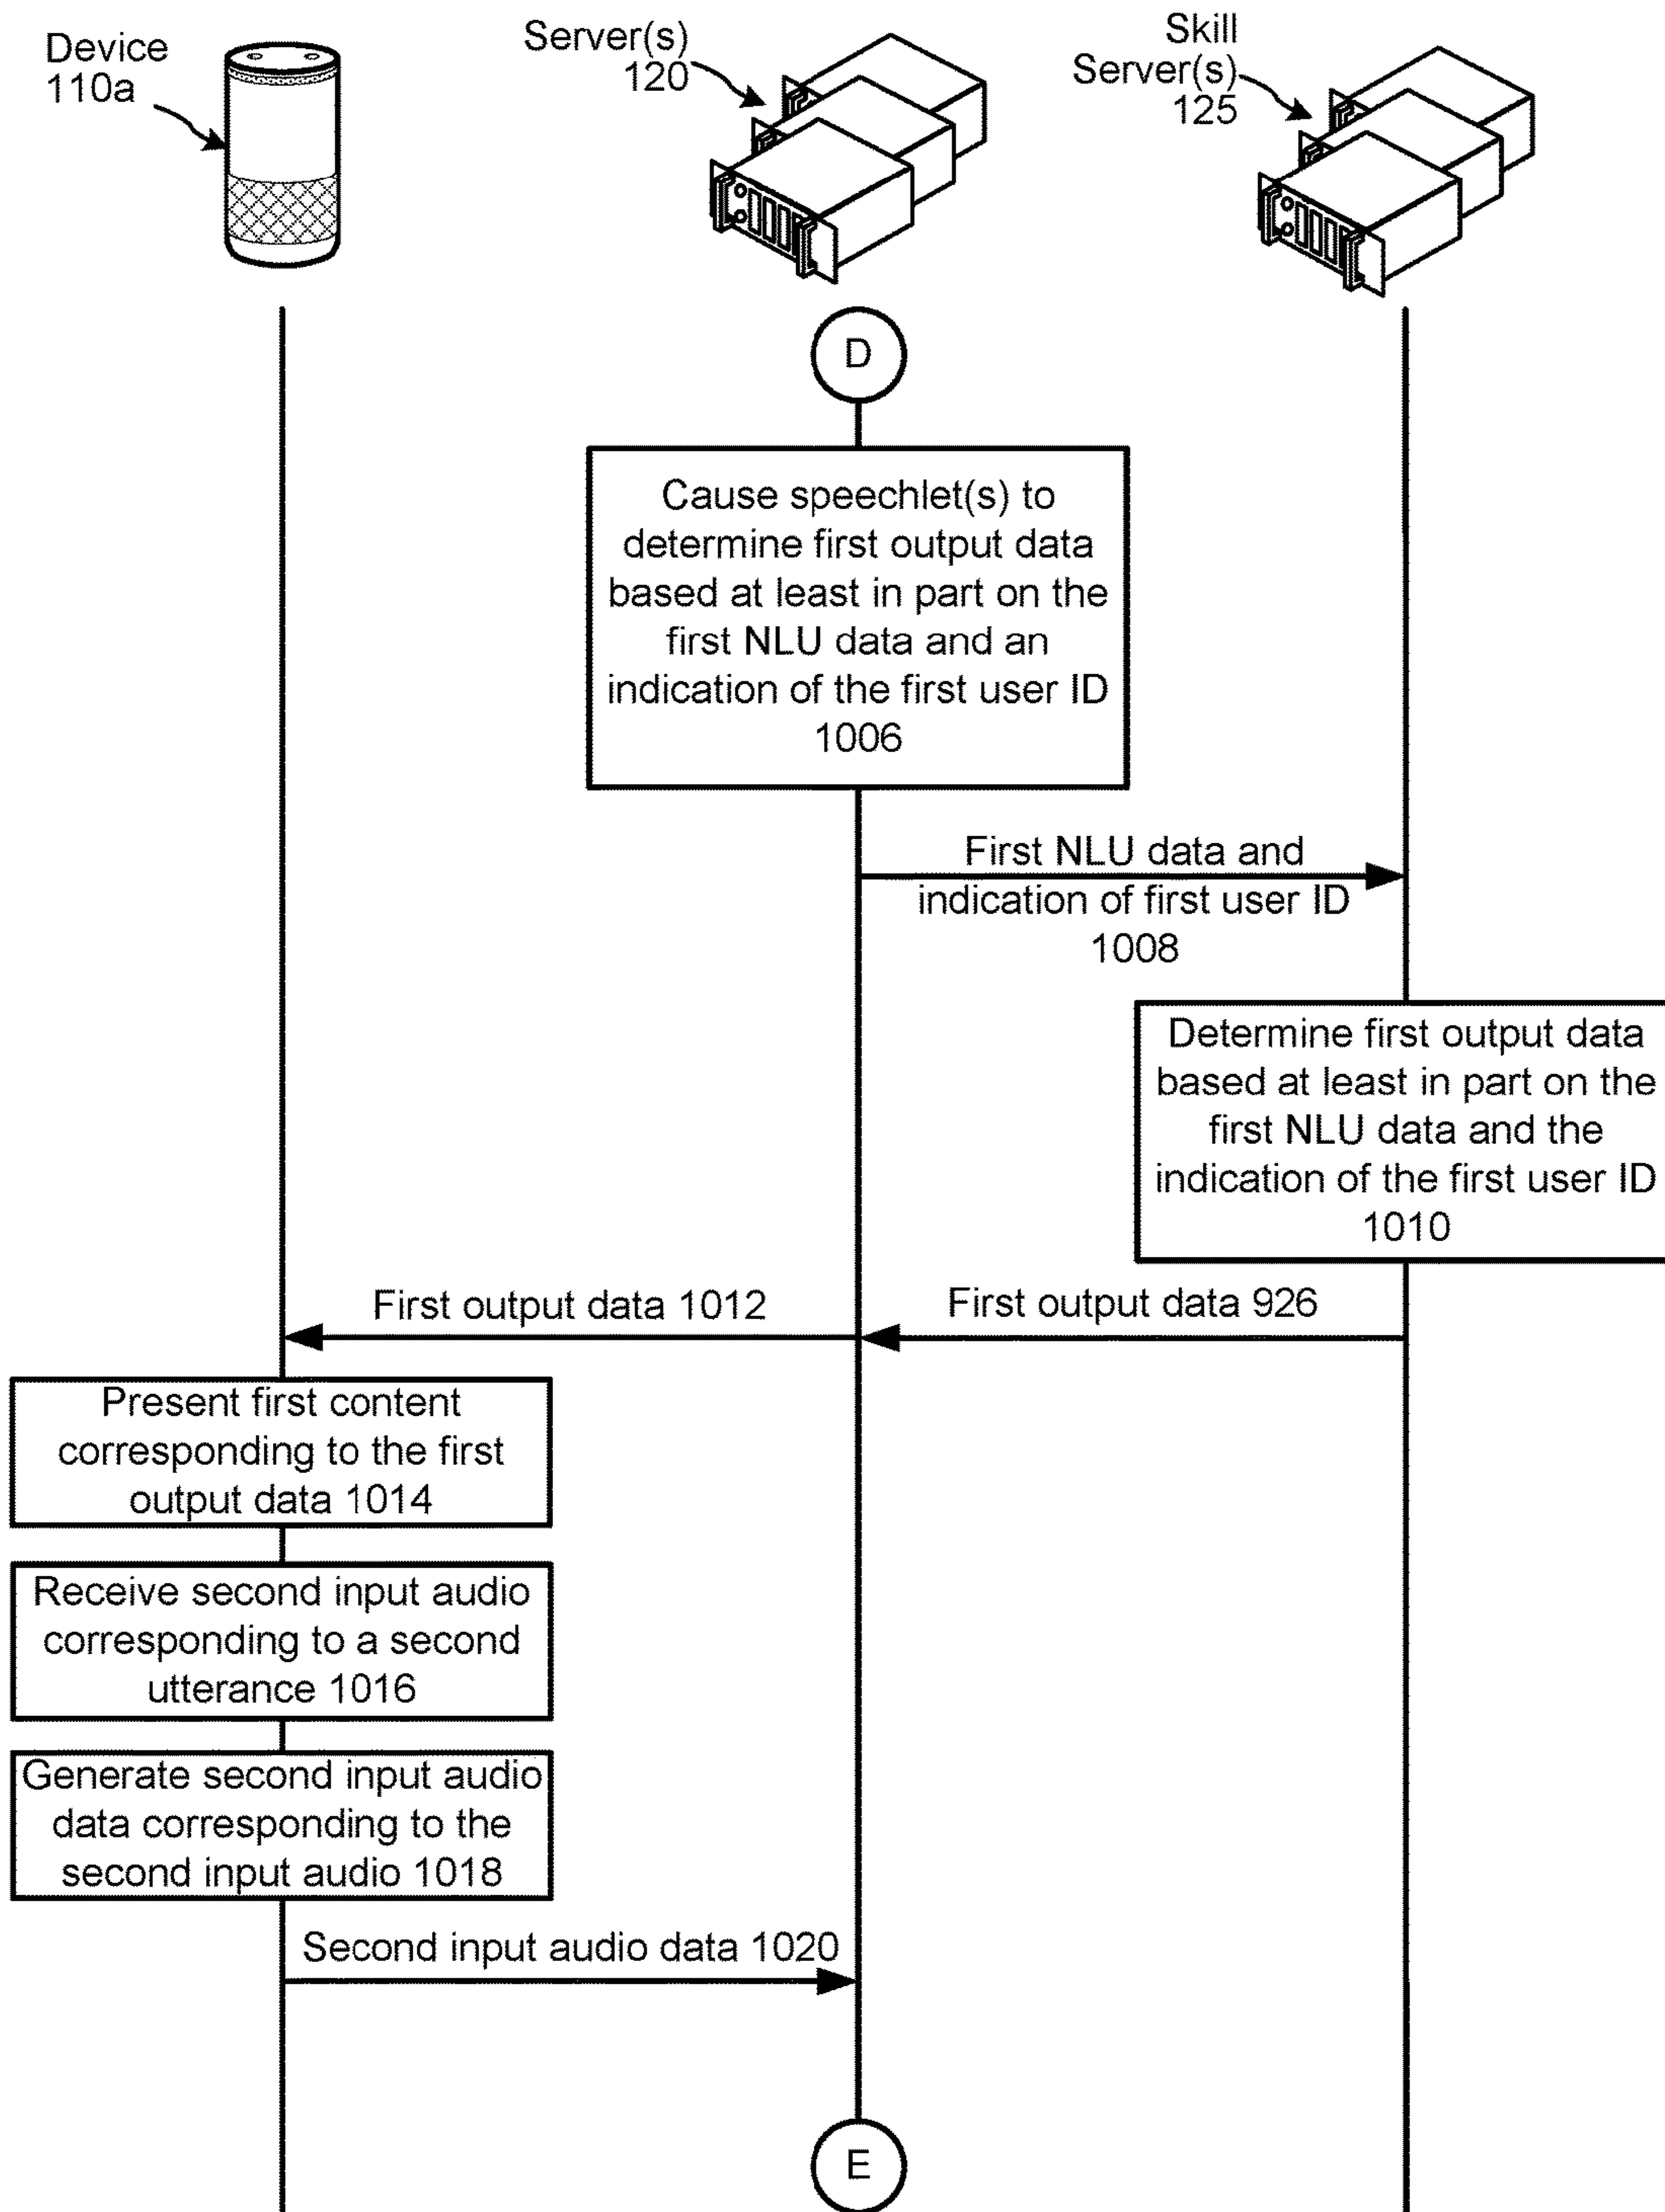 Device
110a
Server(s)
120
Skill
Server(s)
125
D
Cause speechlet(s) to
determine first output data
based at least in part on the
first NLU data and an
indication of the first user ID
1006
First NLU data and
indication of first user ID
1008
Determine first output data
based at least in part on the
first NLU data and the
indication of the first user ID
1010
First output data 1012
First output data 926
Present first content
corresponding to the first
output data 1014
Receive second input audio
corresponding to a second
utterance 1016
Generate second input audio
data corresponding to the
second input audio 1018
Second input audio data 1020
E